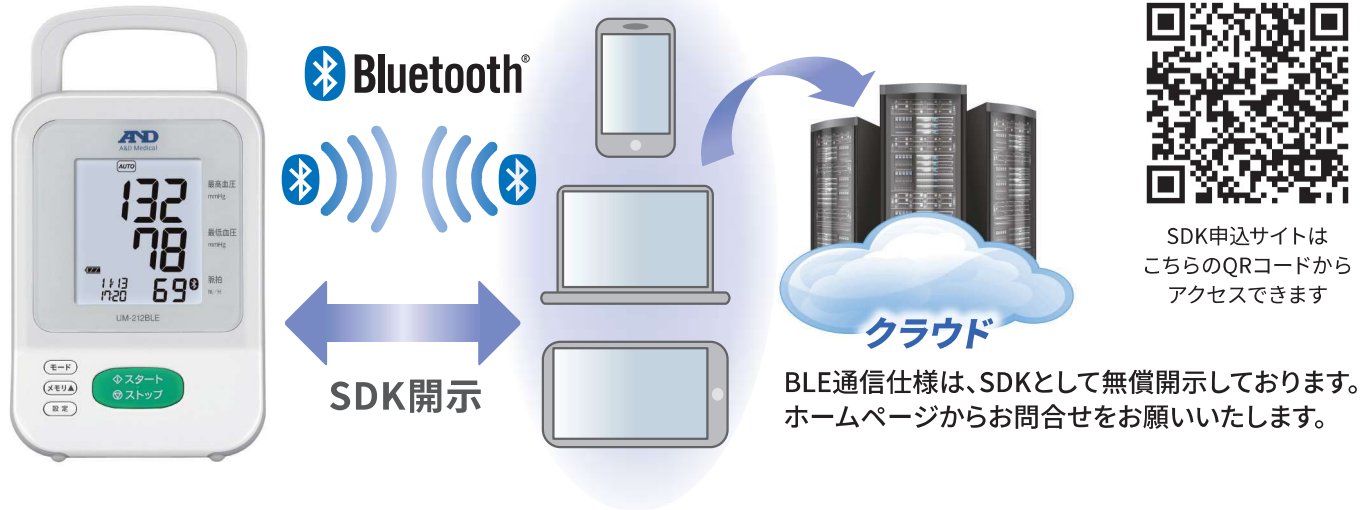 AND
A&D Medical
AUTO
132
最高血圧
mmHg
78
最低血圧
mmHg
11/13
17:20
69
脈拍
拍/分
UM-212BLE
モード
メモリ▲
設定
スタート
ストップ
Bluetooth®
SDK開示
クラウド
SDK申込サイトは
こちらのQRコードから
アクセスできます
BLE通信仕様は、SDKとして無償開示しております。
ホームページからお問合せをお願いいたします。